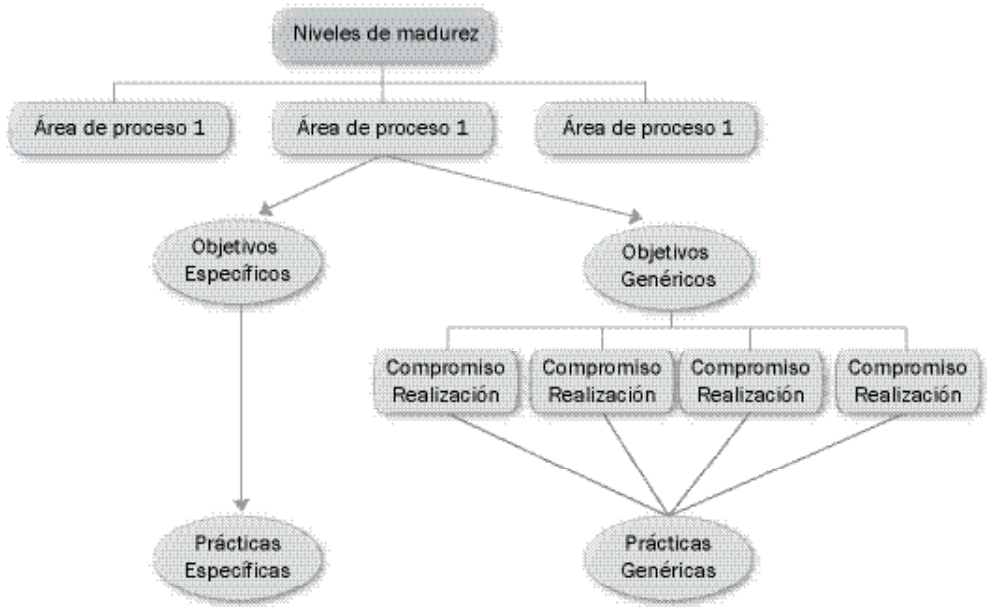 Niveles de madurez
Área de proceso 1
Área de proceso 1
Área de proceso 1
Objetivos
Específicos
Objetivos
Genéricos
Compromiso
Realización
Compromiso
Realización
Compromiso
Realización
Compromiso
Realización
Prácticas
Específicas
Prácticas
Genéricas